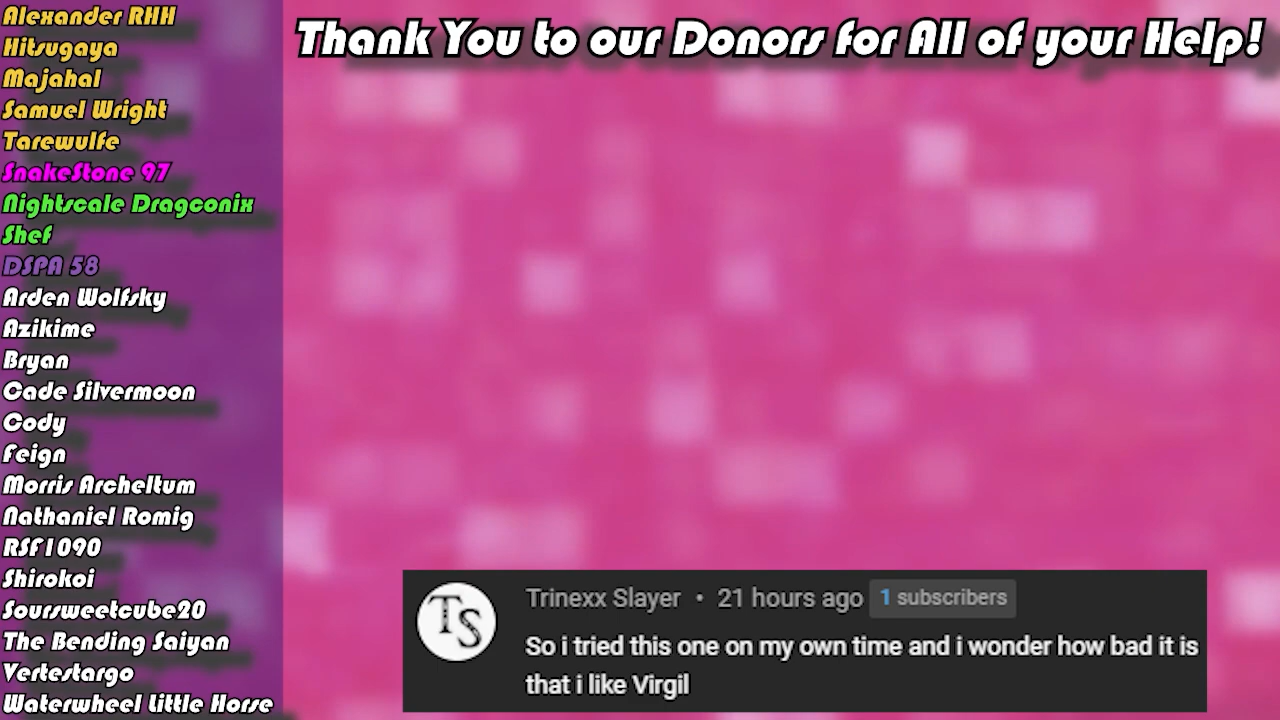 Alexander RHH
Hitsugaya
Majahal
Samuel Wright
Tarewulfe
SnakeStone 97
Nightscale Dragconix
Shef
DSPA 58
Arden Wolfsky
Azikime
Bryan
Cade Silvermoon
Cody
Feign
Morris Archeltum
Nathaniel Romig
RSF1090
Shirokoi
Soursweetcube20
The Bending Saiyan
Vertestargo
Waterwheel Little Horse
Thank You to our Donors for All of your Help!
TS
Trinexx Slayer • 21 hours ago 1 subscribers
So i tried this one on my own time and i wonder how bad it is
that i like Virgil